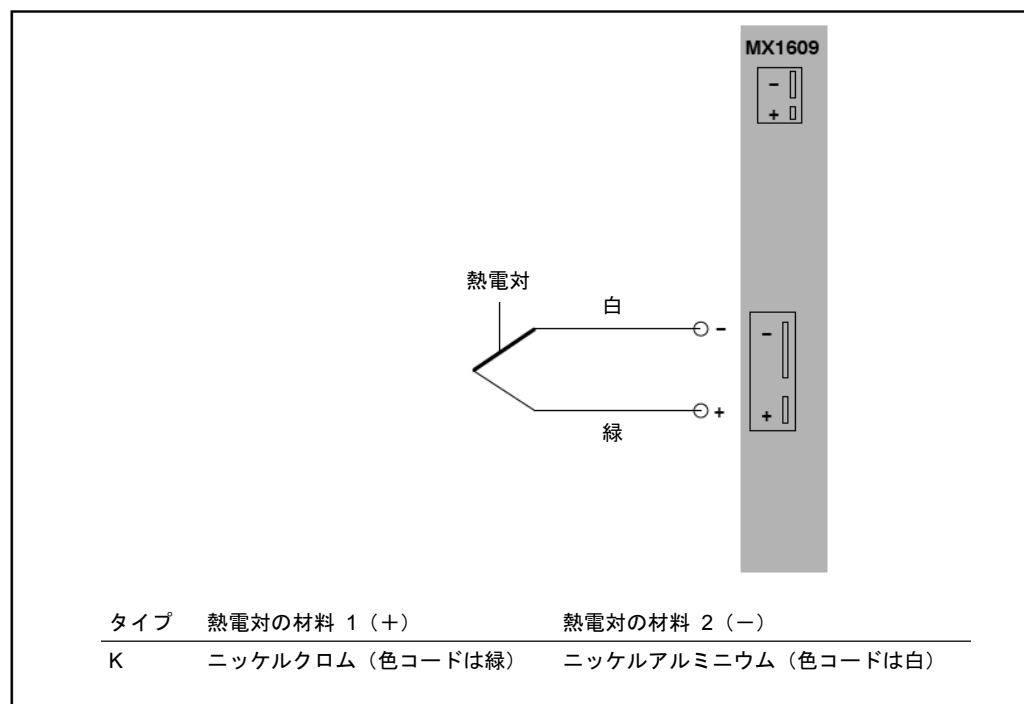 MX1609
−
+
熱電対
白
−
−
+
+
緑
タイプ 熱電対の材料 1（＋） 熱電対の材料 2（－）
K ニッケルクロム（色コードは緑） ニッケルアルミニウム（色コードは白）